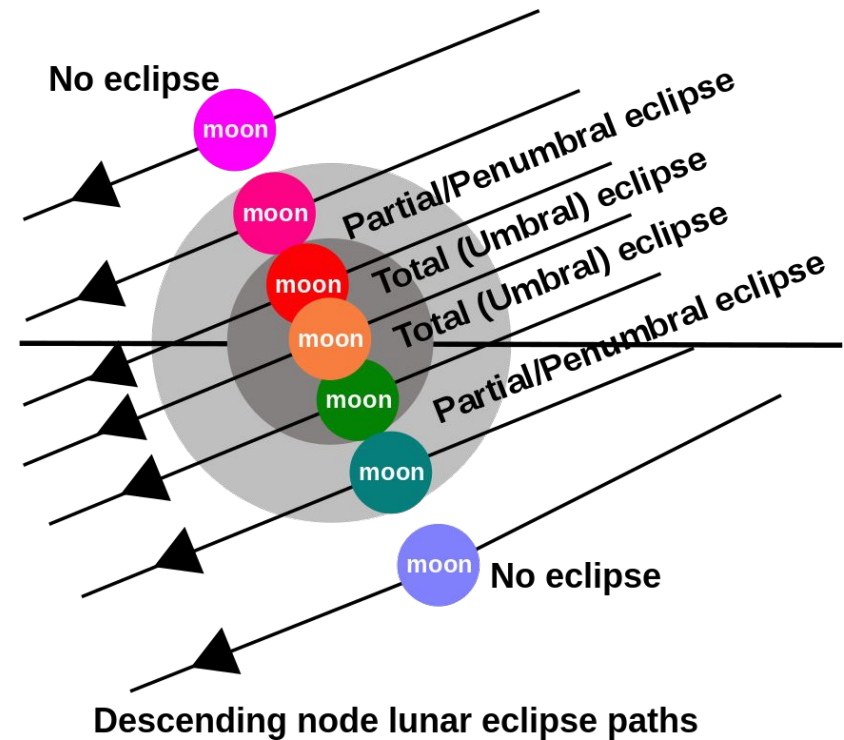 No eclipse
moon
Partial/Penumbral eclipse
moon
Total (Umbral) eclipse
moon
Total (Umbral) eclipse
moon
Partial/Penumbral eclipse
moon
moon
moon
No eclipse
Descending node lunar eclipse paths